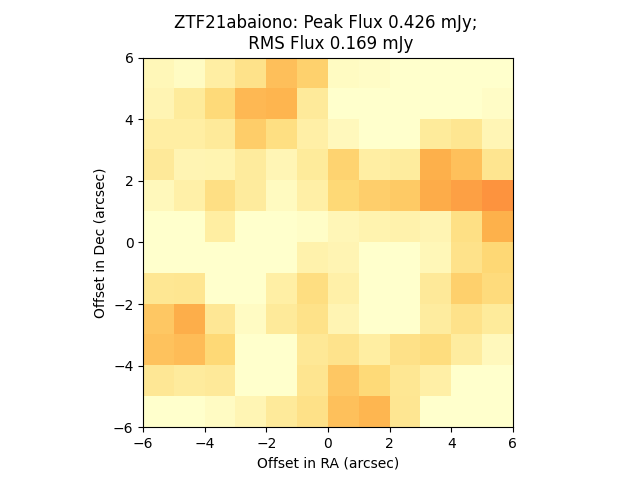 ZTF21abaiono: Peak Flux 0.426 mJy;
RMS Flux 0.169 mJy
6
4
2
0
−2
−4
−6
Offset in Dec (arcsec)
−6 −4 −2 0 2 4 6
Offset in RA (arcsec)